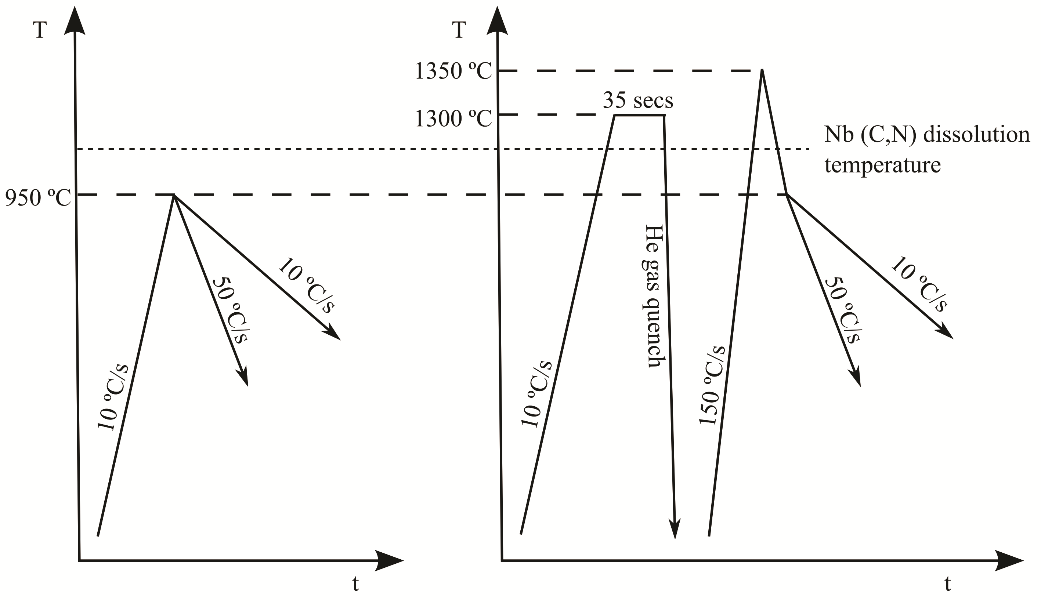 T
T
1350 ºC
1300 ºC
35 secs
Nb (C,N) dissolution
temperature
950 ºC
10 ºC/s
50 ºC/s
10 ºC/s
10 ºC/s
He gas quench
150 ºC/s
50 ºC/s
10 ºC/s
t
t